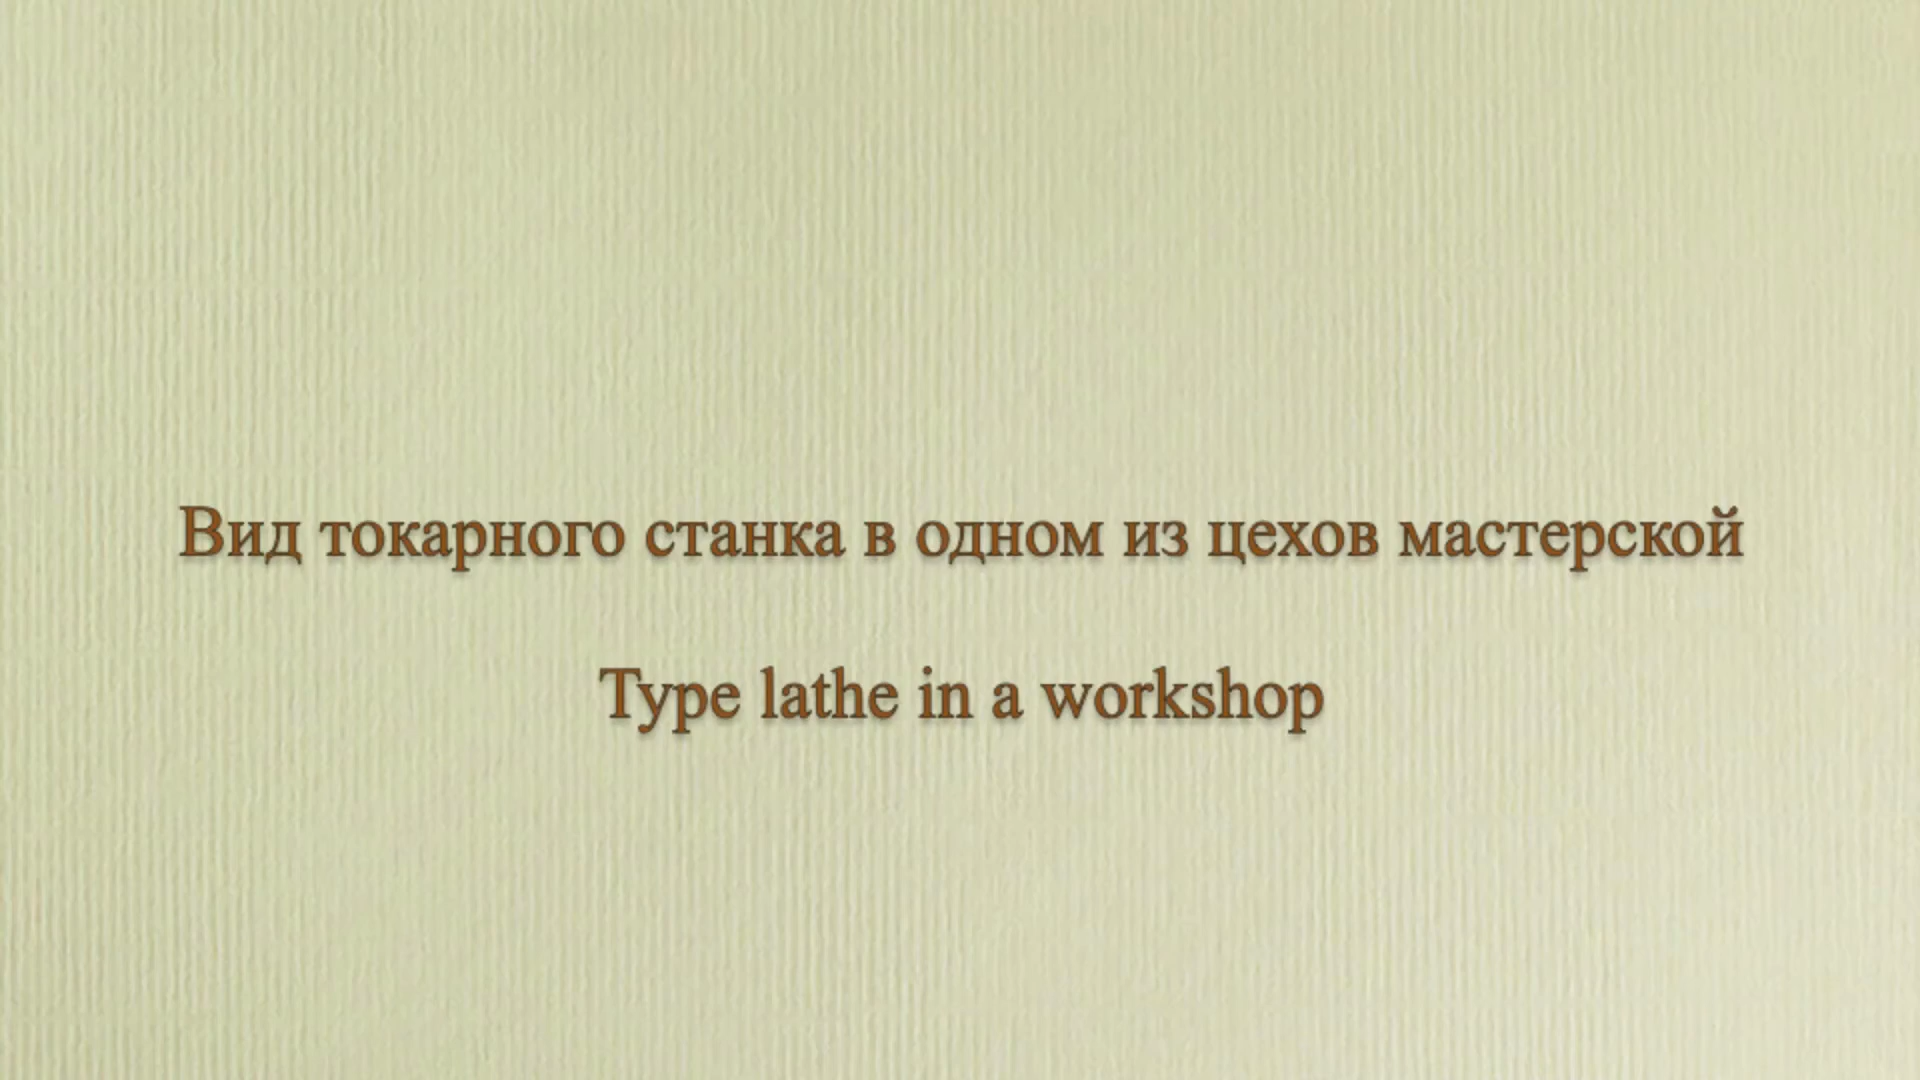 Вид токарного станка в одном из цехов мастерской
Type lathe in a workshop